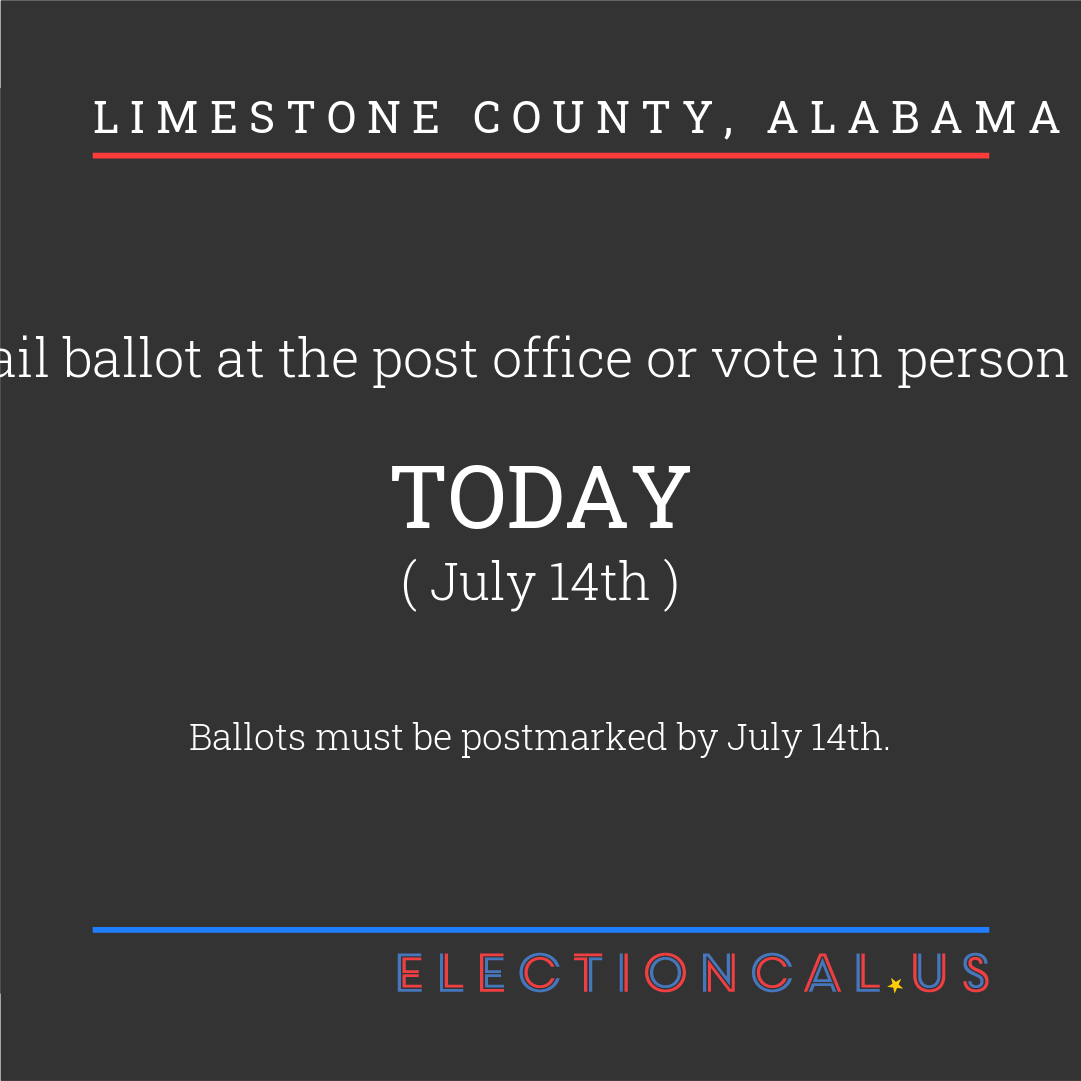 LIMESTONE COUNTY, ALABAMA
ail ballot at the post office or vote in person
TODAY
( July 14th )
Ballots must be postmarked by July 14th.
ELECTIONCAL.US